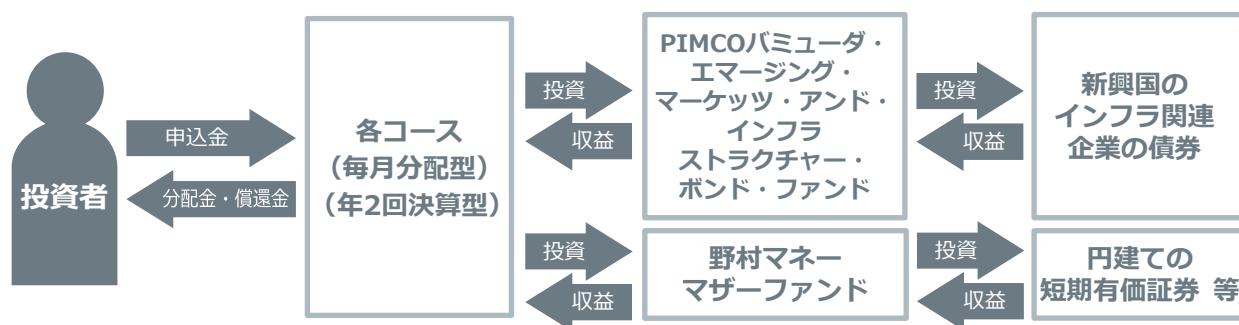 投資者
申込金
分配金・償還金
各コース
（毎月分配型）
（年2回決算型）
投資
収益
PIMCOバミューダ・
エマージング・
マーケッツ・アンド・
インフラ
ストラクチャー・
ボンド・ファンド
投資
収益
新興国の
インフラ関連
企業の債券
投資
収益
野村マネー
マザーファンド
投資
収益
円建ての
短期有価証券 等